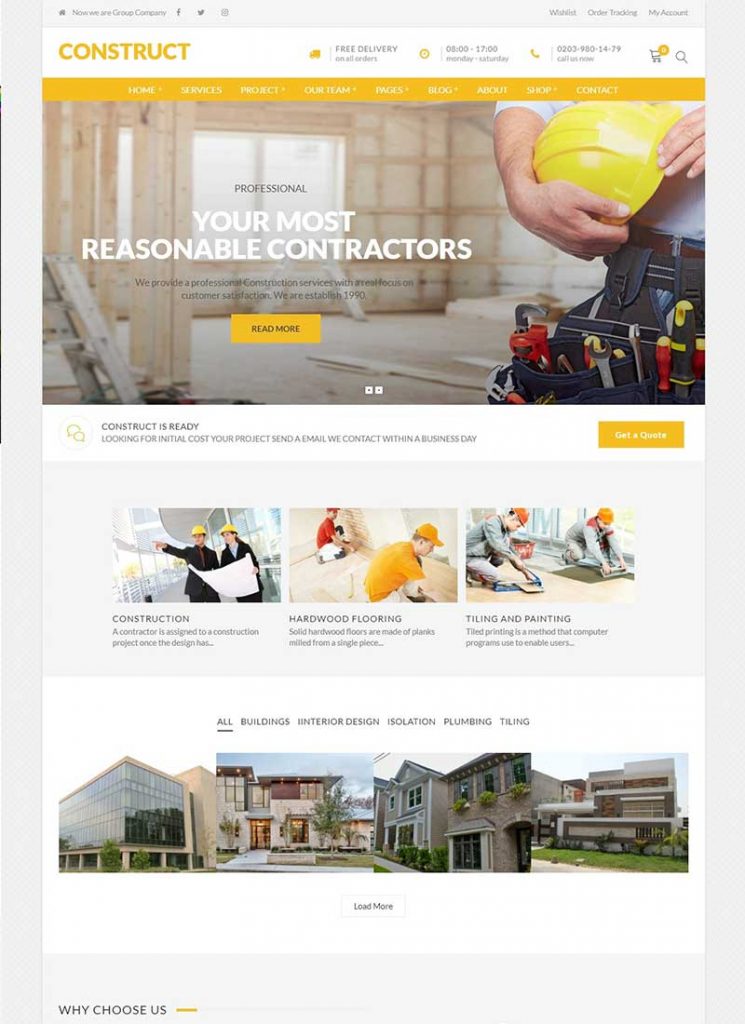 Now we are Group Company
Wishlist Order Tracking My Account
CONSTRUCT
FREE DELIVERY
on all orders
08:00 - 17:00
monday - saturday
0203-980-14-79
call us now
0
HOME SERVICES PROJECT OUR TEAM PAGES BLOG ABOUT SHOP CONTACT
PROFESSIONAL
YOUR MOST
REASONABLE CONTRACTORS
We provide a professional Construction services with a real focus on
customer satisfaction. We are establish 1990.
READ MORE
CONSTRUCT IS READY
LOOKING FOR INITIAL COST YOUR PROJECT SEND A EMAIL WE CONTACT WITHIN A BUSINESS DAY
Get a Quote
CONSTRUCTION
A contractor is assigned to a construction
project once the design has...
HARDWOOD FLOORING
Solid hardwood floors are made of planks
milled from a single piece...
TILING AND PAINTING
Tiled printing is a method that computer
programs use to enable users...
ALL BUILDINGS IINTERIOR DESIGN ISOLATION PLUMBING TILING
Load More
WHY CHOOSE US